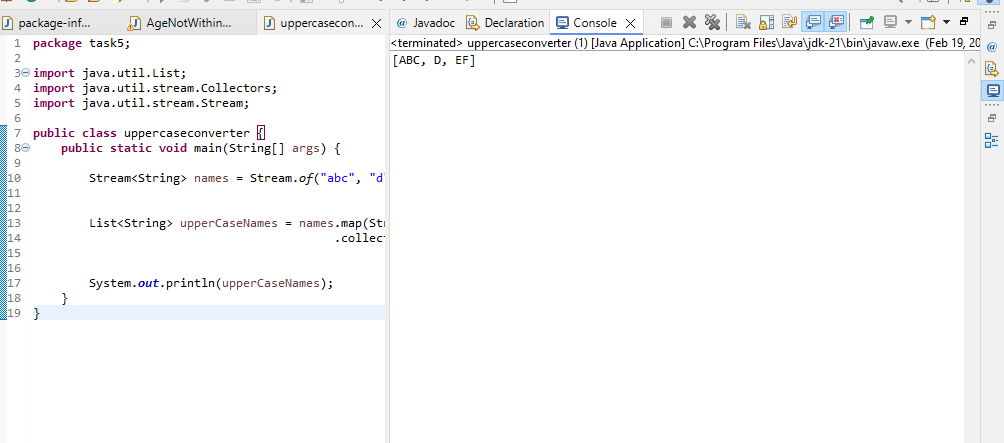 package-inf...
AgeNotWithin...
uppercasecon...
@ Javadoc
Declaration
Console
1 package task5;
2
3 import java.util.List;
4 import java.util.stream.Collectors;
5 import java.util.stream.Stream;
6
7 public class uppercaseconverter {
8 public static void main(String[] args) {
9
10 Stream<String> names = Stream.of("abc", "d'
11
12
13 List<String> upperCaseNames = names.map(Str
14 .collec
15
16
17 System.out.println(upperCaseNames);
18 }
19 }
<terminated> uppercaseconverter (1) [Java Application] C:\Program Files\Java\jdk-21\bin\javaw.exe (Feb 19, 20
[ABC, D, EF]